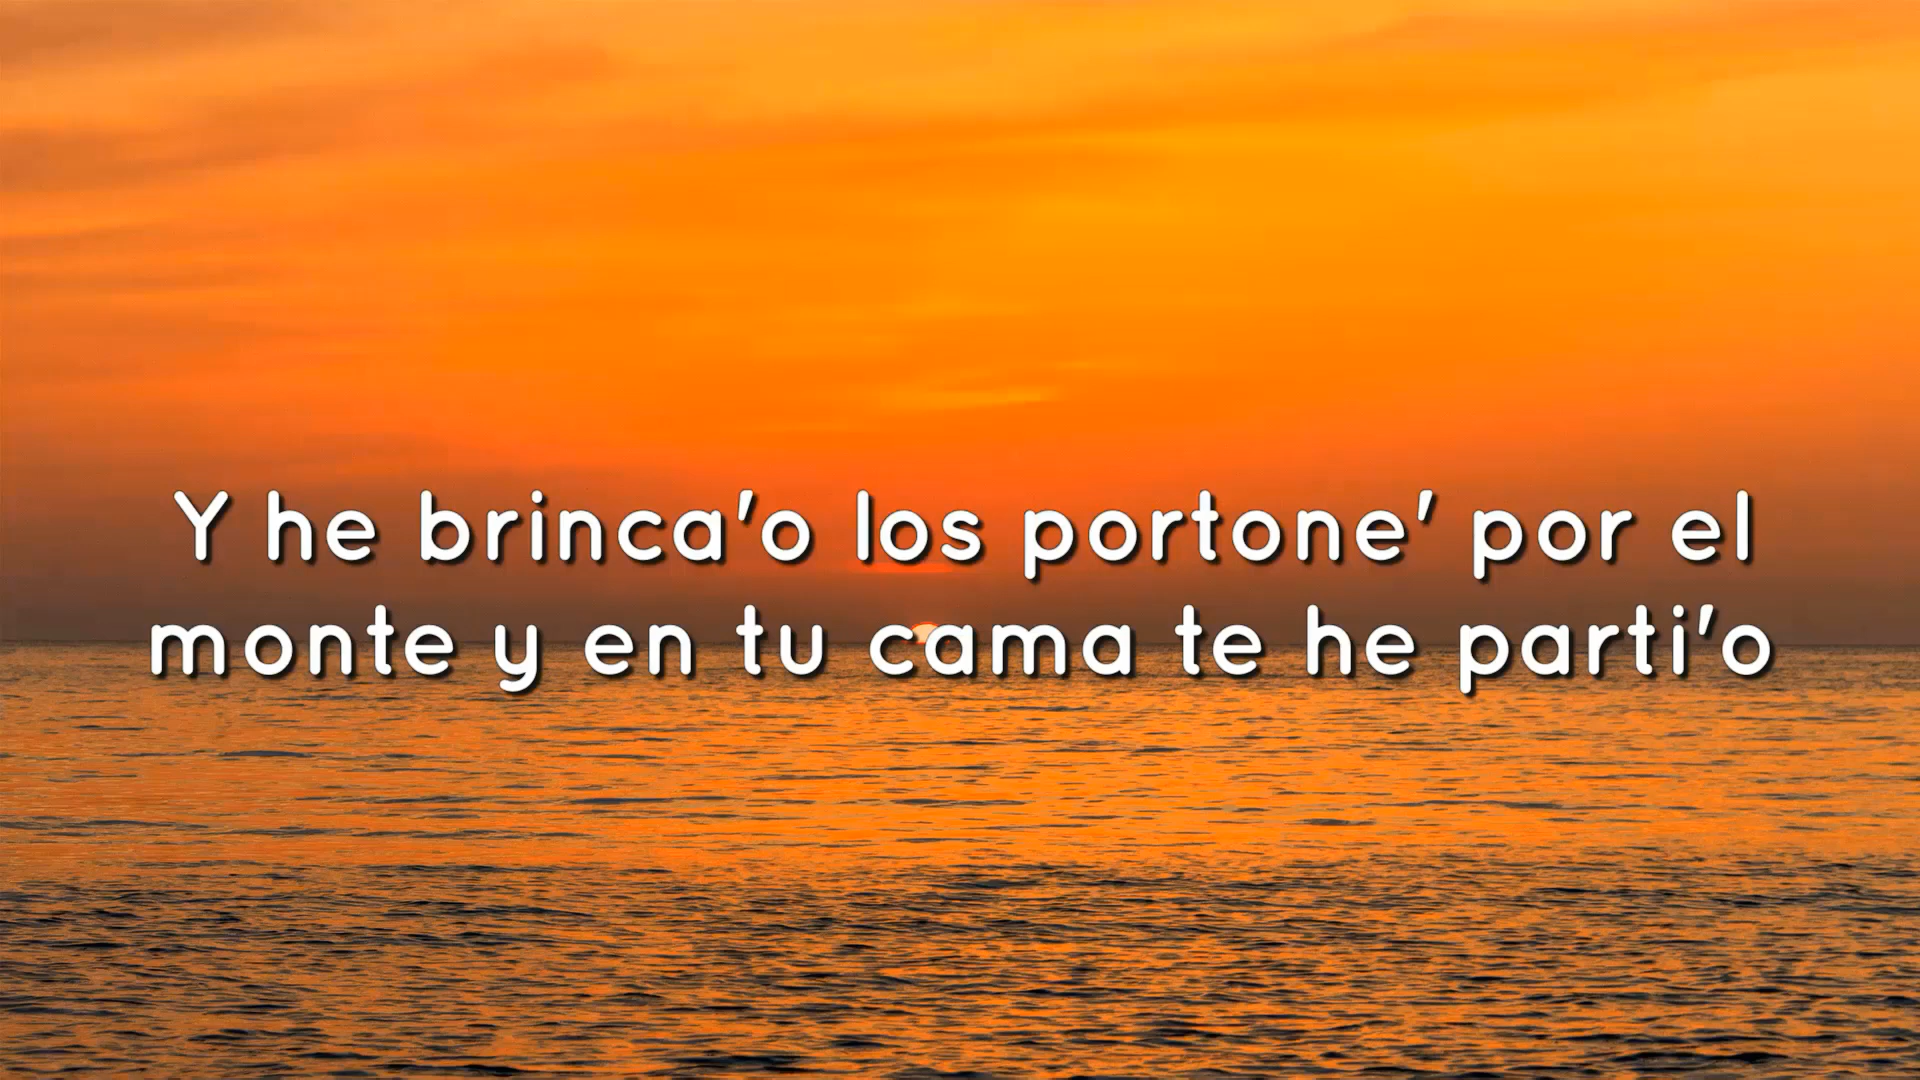 Y he brinca'o los portone' por el
monte y en tu cama te he parti'o